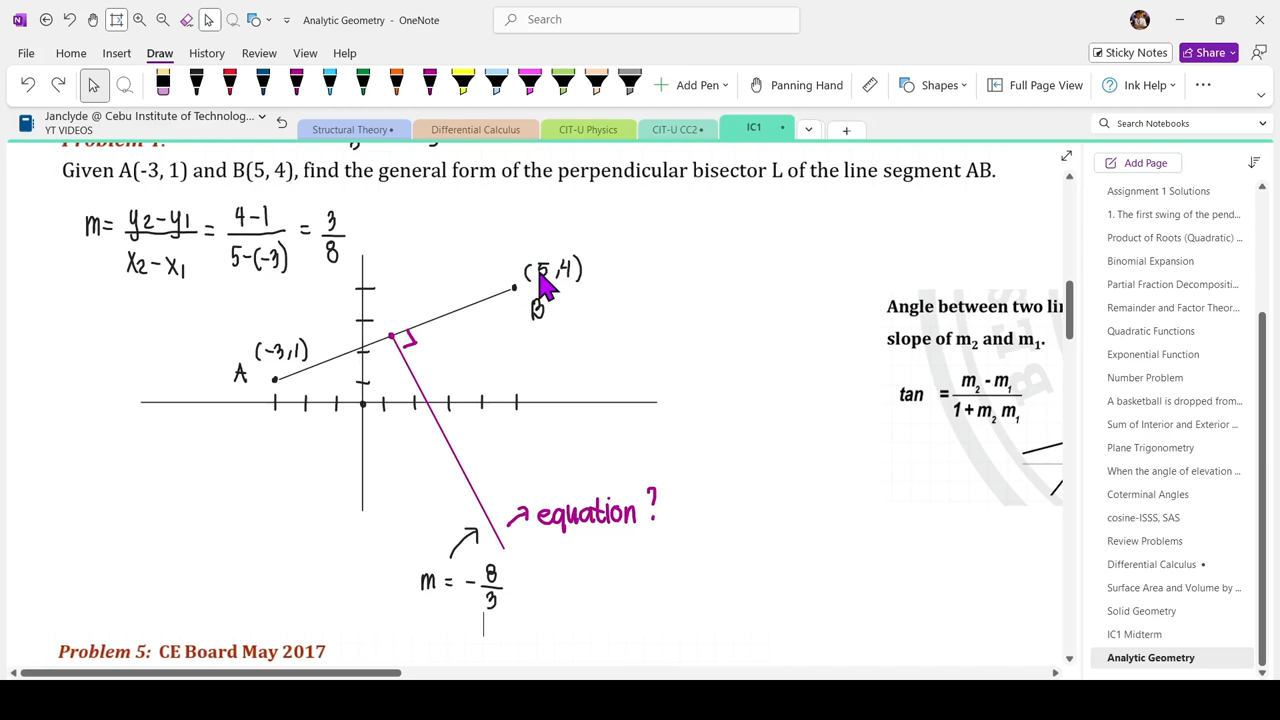 Analytic Geometry - OneNote
Search
File Home Insert Draw History Review View Help
Sticky Notes
Share
Add Pen
Panning Hand
Shapes
Full Page View
Ink Help
Janclyde @ Cebu Institute of Technolog...
YT VIDEOS
Structural Theory
Differential Calculus
CIT-U Physics
CIT-U CC2
IC1
Search Notebooks
Given A(-3, 1) and B(5, 4), find the general form of the perpendicular bisector L of the line segment AB.
m = y2-y1 / x2-x1 = 4-1 / 5-(-3) = 3/8
(5,4)
B
(-3,1)
A
equation?
m = -8/3
Problem 5: CE Board May 2017
Angle between two li
slope of m2 and m1.
tan = m2 - m1 / 1 + m2 m1
Add Page
Assignment 1 Solutions
1. The first swing of the pend...
Product of Roots (Quadratic) ...
Binomial Expansion
Partial Fraction Decompositi...
Remainder and Factor Theor...
Quadratic Functions
Exponential Function
Number Problem
A basketball is dropped from...
Sum of Interior and Exterior ...
Plane Trigonometry
When the angle of elevation ...
Coterminal Angles
cosine-ISSS, SAS
Review Problems
Differential Calculus
Surface Area and Volume by ...
Solid Geometry
IC1 Midterm
Analytic Geometry